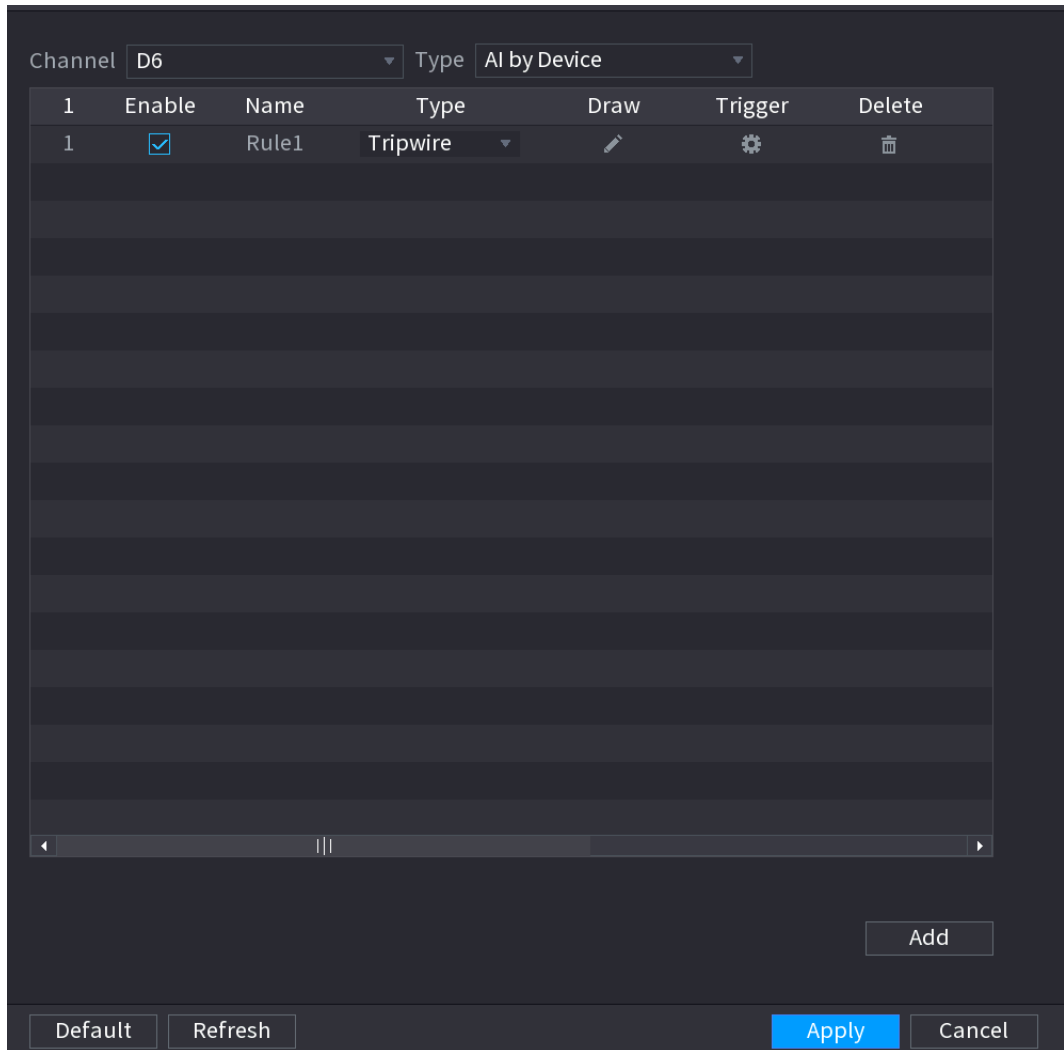 Channel D6 Type AI by Device
1 Enable Name Type Draw Trigger Delete
1 Rule1 Tripwire
Add
Default Refresh Apply Cancel